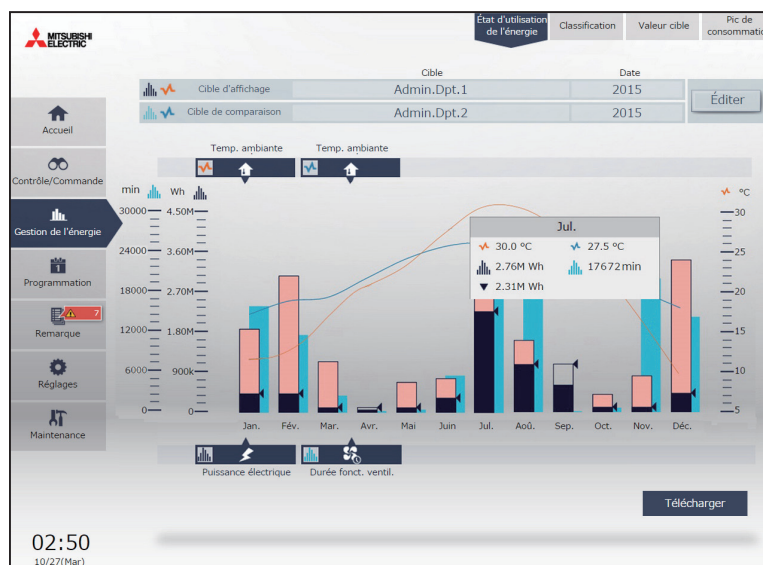 MITSUBISHI
ELECTRIC
État d'utilisation
de l'énergie
Classification
Valeur cible
Pic de
consommatio
Cible
Date
Cible d'affichage
Admin.Dpt.1
2015
Cible de comparaison
Admin.Dpt.2
2015
Éditer
Accueil
Contrôle/Commande
Gestion de l'énergie
1
Programmation
7
Remarque
Réglages
Maintenance
Temp. ambiante
Temp. ambiante
min
Wh
°C
30000
4.50M
30
24000
3.60M
25
18000
2.70M
20
12000
1.80M
15
6000
900k
10
0
0
5
Jul.
30.0 °C
27.5 °C
2.76M Wh
17672 min
2.31M Wh
Jan.
Fév.
Mar.
Avr.
Mai
Juin
Jul.
Aoû.
Sep.
Oct.
Nov.
Déc.
Puissance électrique
Durée fonct. ventil.
Télécharger
02:50
10/27(Mar)